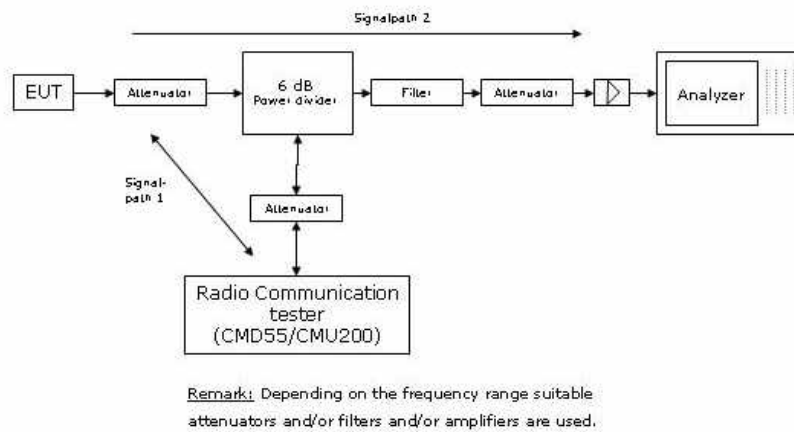 Signalpath 2
EUT
Attenuator
6 dB
Power divider
Filter
Attenuator
Analyzer
Signal-
path 1
Attenuator
Radio Communication
tester
(CMD55/CMU200)
Remark: Depending on the frequency range suitable
attenuators and/or filters and/or amplifiers are used.